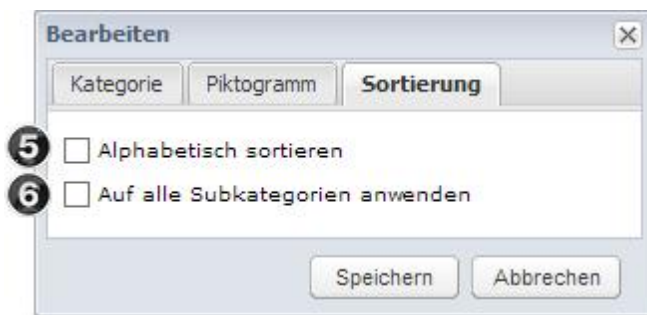 Bearbeiten
Kategorie Piktogramm Sortierung
5 Alphabetisch sortieren
6 Auf alle Subkategorien anwenden
Speichern Abbrechen